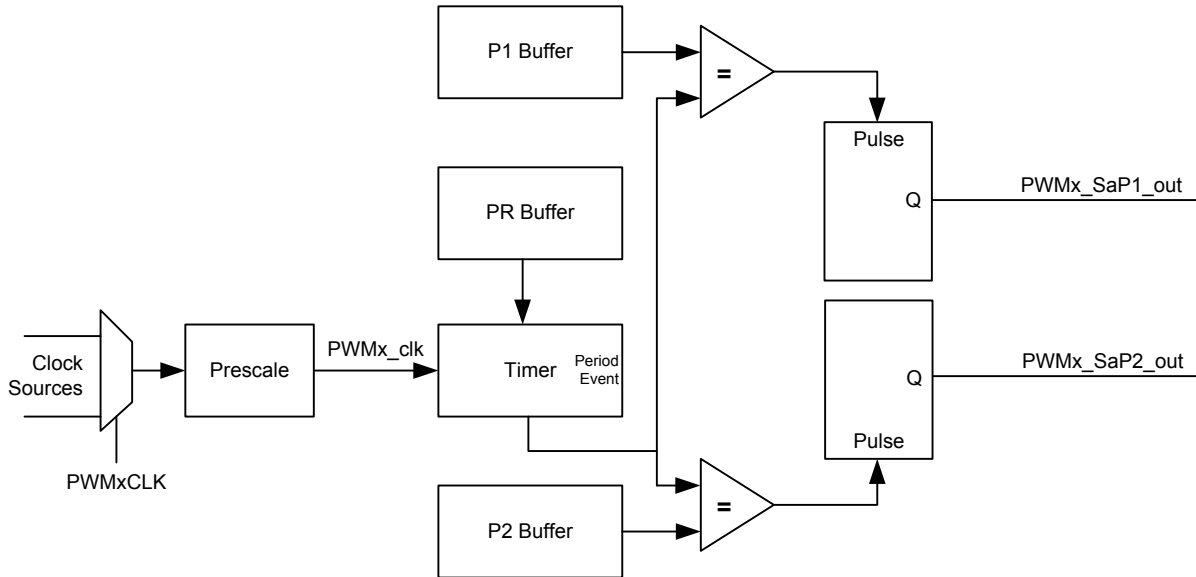 P1 Buffer
=
Pulse
Q
PWMx_SaP1_out
PR Buffer
Clock
Sources
PWMxCLK
Prescale
PWMx_clk
Timer
Period
Event
Q
PWMx_SaP2_out
Pulse
P2 Buffer
=